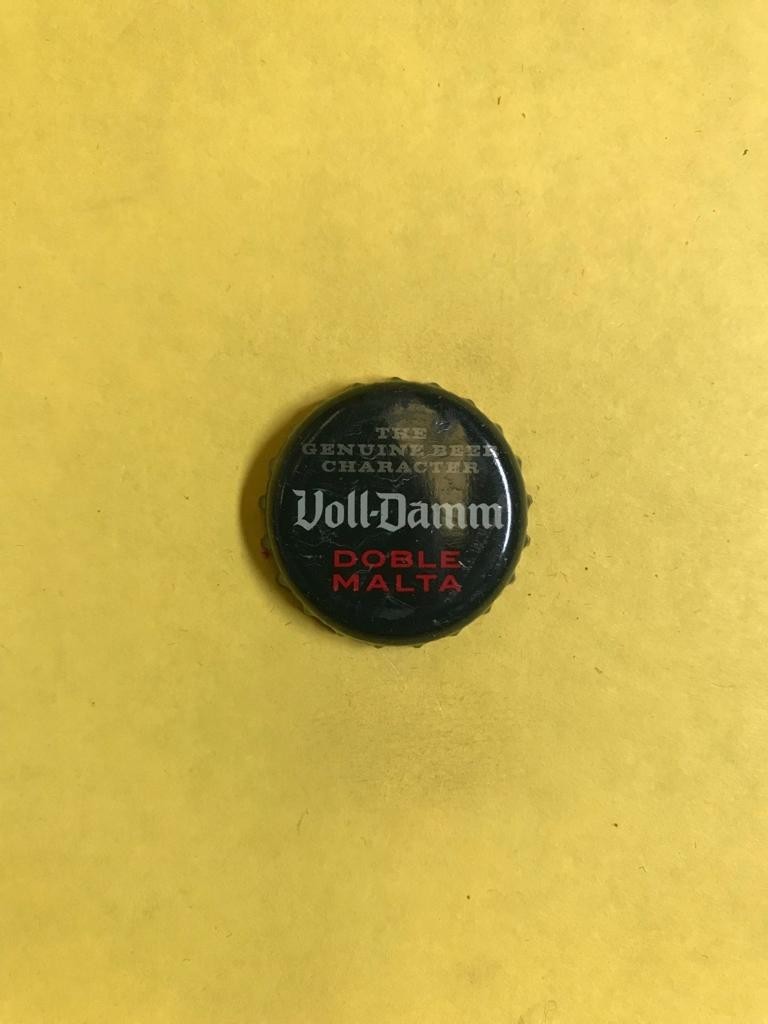 THE
GENUINE BEER
CHARACTER
Voll-Damm
DOBLE
MALTA